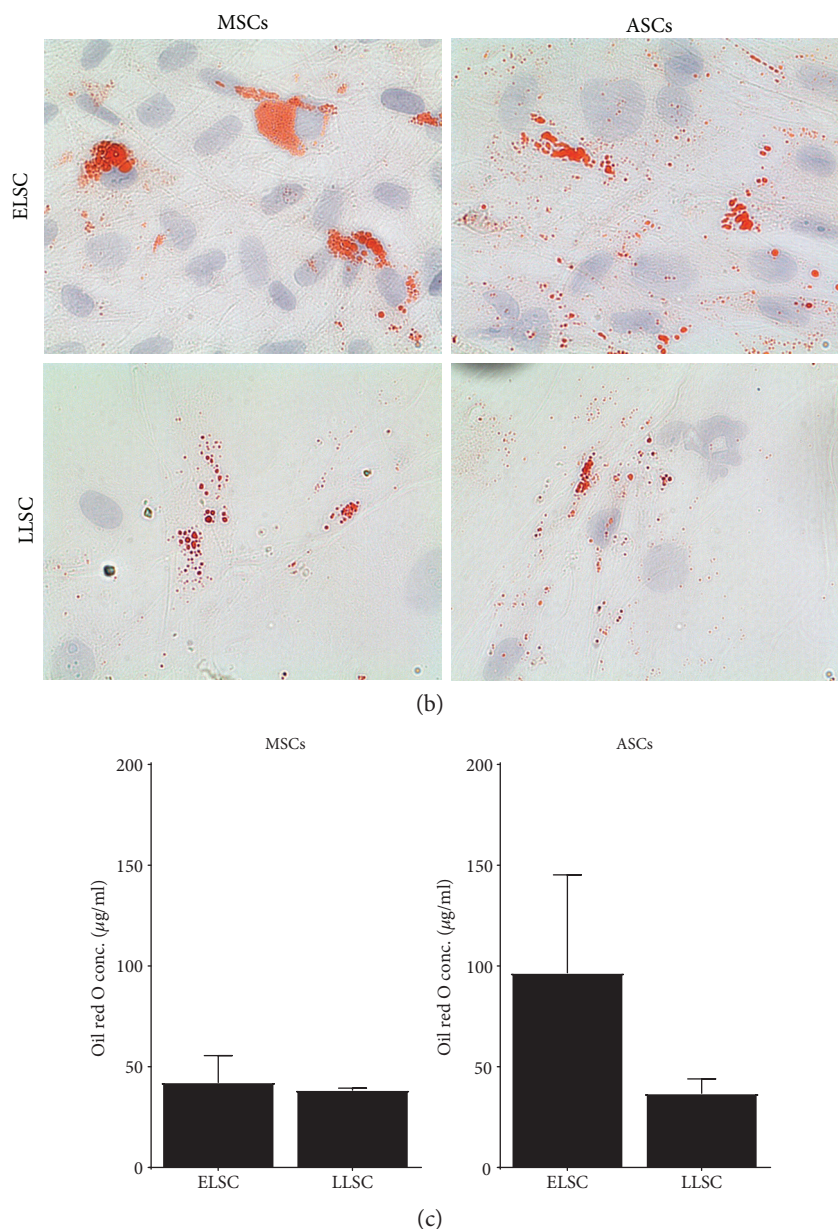 MSCs
ASCs
ELSC
LLSC
(b)
MSCs
200
150
100
50
0
Oil red O conc. (μg/ml)
ELSC
LLSC
ASCs
200
150
100
50
0
Oil red O conc. (μg/ml)
ELSC
LLSC
(c)